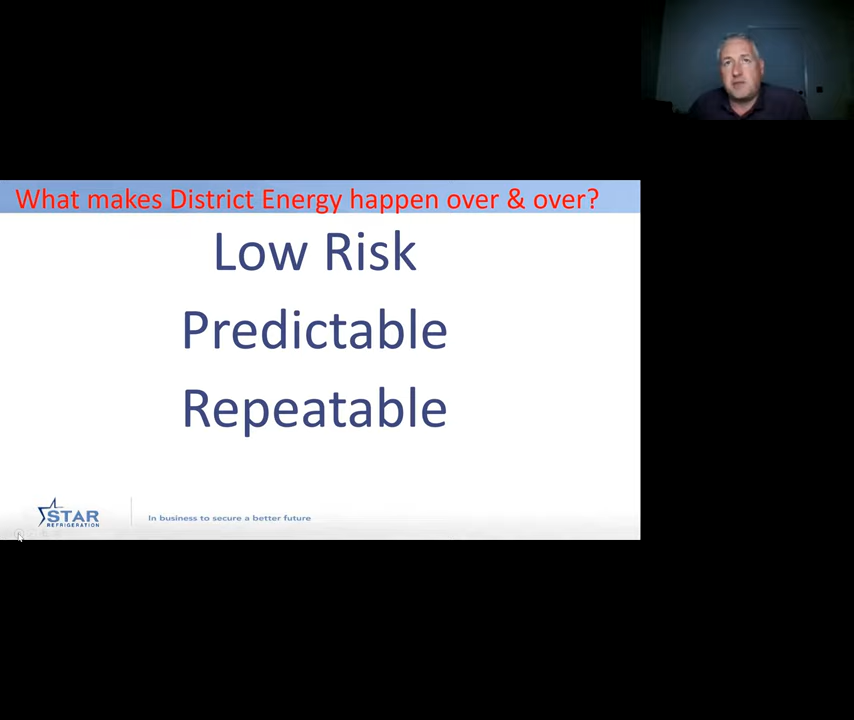 What makes District Energy happen over & over?
Low Risk
Predictable
Repeatable
STAR
REFRIGERATION
In business to secure a better future